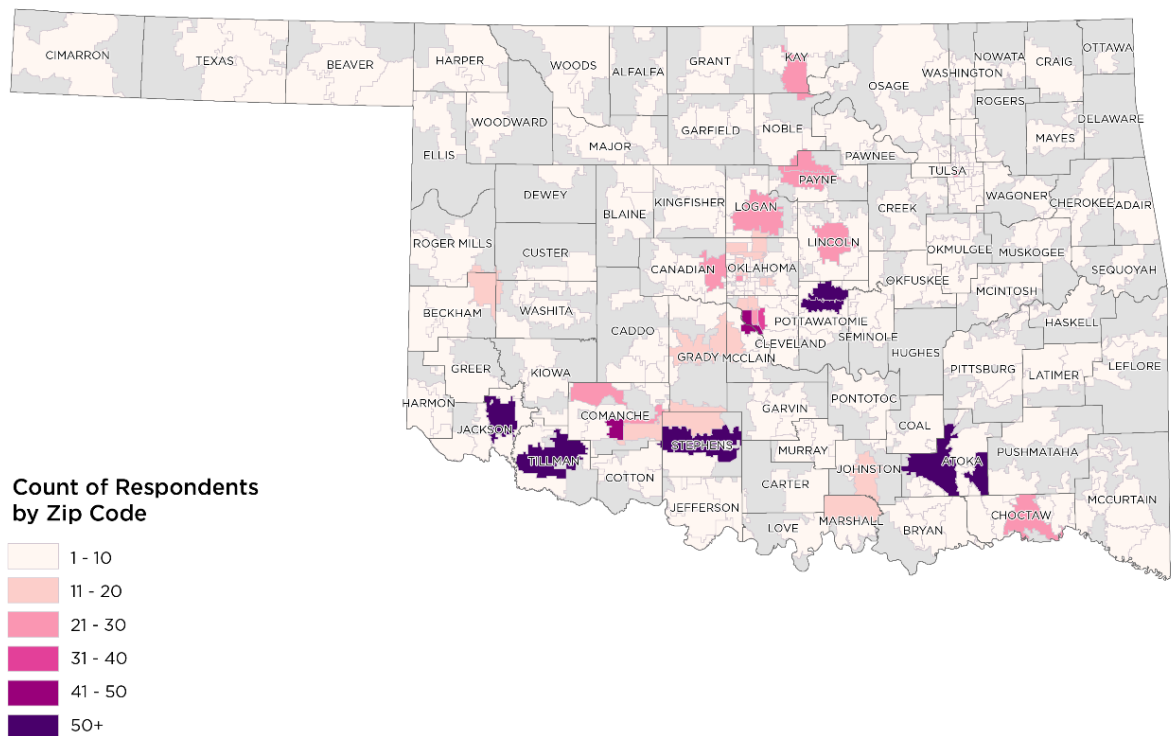 CIMARRON
TEXAS
BEAVER
HARPER
WOODS
ALFALFA
GRANT
KAY
OSAGE
WASHINGTON
NOWATA
CRAIG
OTTAWA
WOODWARD
ELLIS
MAJOR
GARFIELD
NOBLE
PAWNEE
ROGERS
MAYES
DELAWARE
DEWEY
BLAINE
KINGFISHER
LOGAN
PAYNE
LINCOLN
CREEK
TULSA
WAGONER
CHEROKEE
ADAIR
ROGER MILLS
CUSTER
CANADIAN
OKLAHOMA
OKFUSKEE
OKMULGEE
MUSKOGEE
SEQUOYAH
MCINTOSH
BECKHAM
WASHITA
CADDO
GRADY
MCCLAIN
CLEVELAND
POTTAWATOMIE
SEMINOLE
HUGHES
HASKELL
PITTSBURG
LATIMER
LEFLORE
GREER
KIOWA
HARMON
JACKSON
COMANCHE
TILLMAN
COTTON
STEPHENS
GARVIN
PONTOTOC
MURRAY
COAL
ATOKA
PUSHMATAHA
JOHNSTON
CARTER
JEFFERSON
LOVE
MARSHALL
BRYAN
CHOCTAW
MCCURTAIN
Count of Respondents
by Zip Code
1 - 10
11 - 20
21 - 30
31 - 40
41 - 50
50+